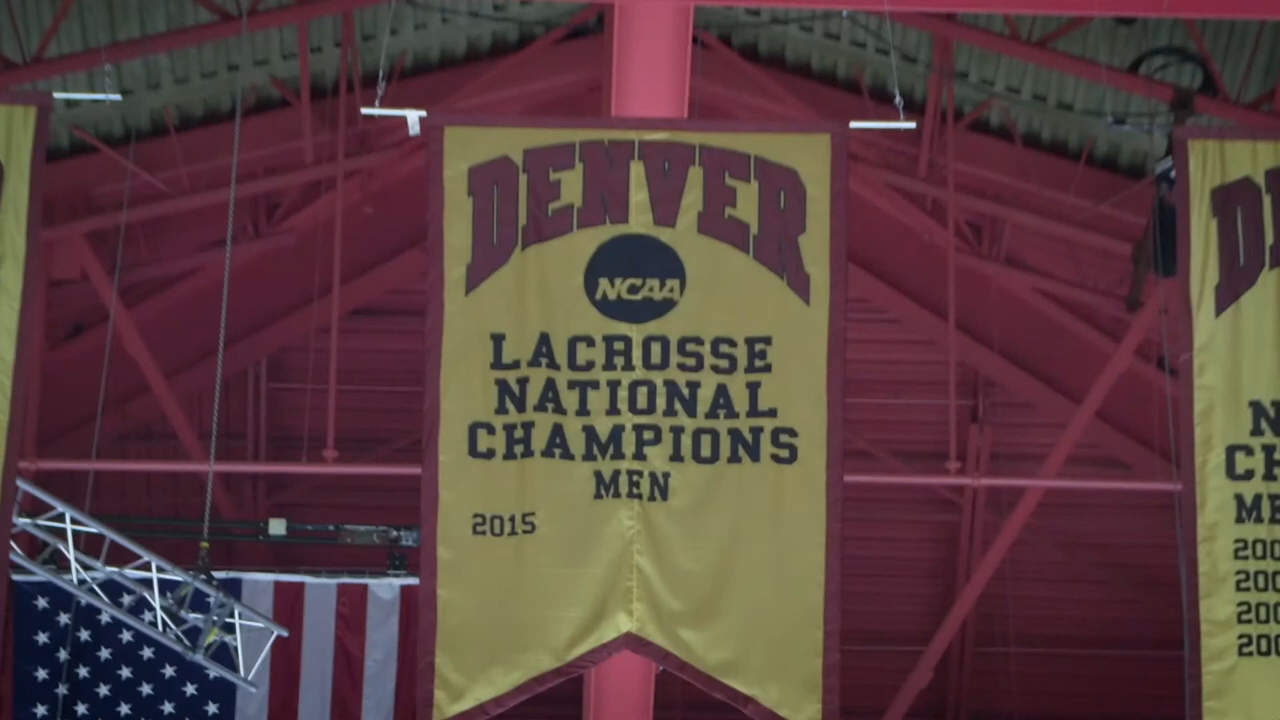 DENVER
NCAA
LACROSSE
NATIONAL
CHAMPIONS
MEN
2015